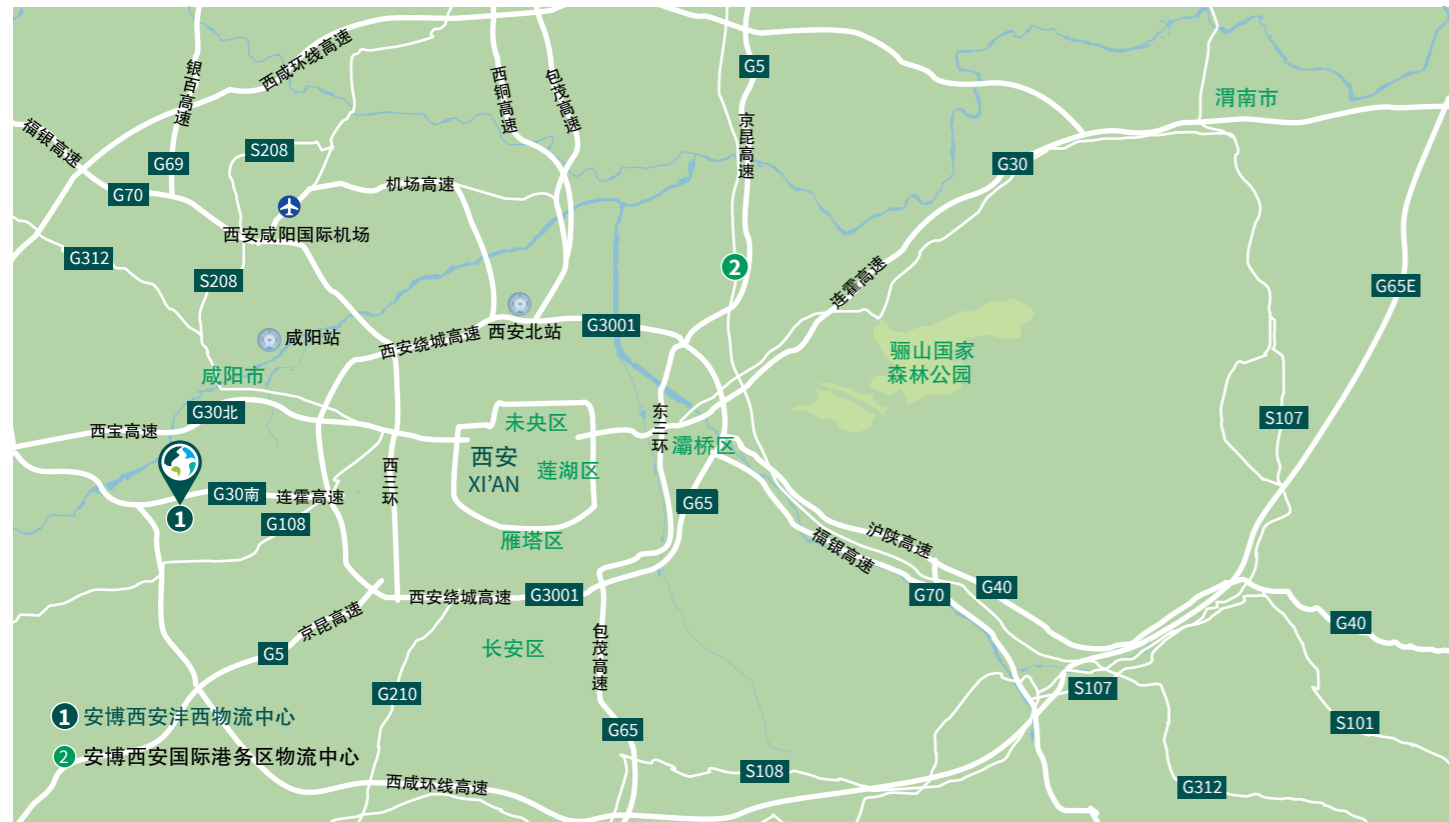 西咸环线高速
银百高速
西铜高速
包茂高速
G5
京昆高速
渭南市
福银高速
G69
S208
G30
G70
机场高速
西安咸阳国际机场
G312
S208
2
连霍高速
G65E
咸阳站
西安绕城高速
西安北站
G3001
骊山国家
森林公园
咸阳市
G30北
西宝高速
未央区
东三环
灞桥区
S107
西安
XI'AN
莲湖区
西三环
G30南
连霍高速
1
G108
G65
雁塔区
沪陕高速
福银高速
西安绕城高速
G3001
G70
G40
京昆高速
G5
长安区
包茂高速
G40
G210
S107
1 安博西安沣西物流中心
G65
S101
2 安博西安国际港务区物流中心
西咸环线高速
S108
G312